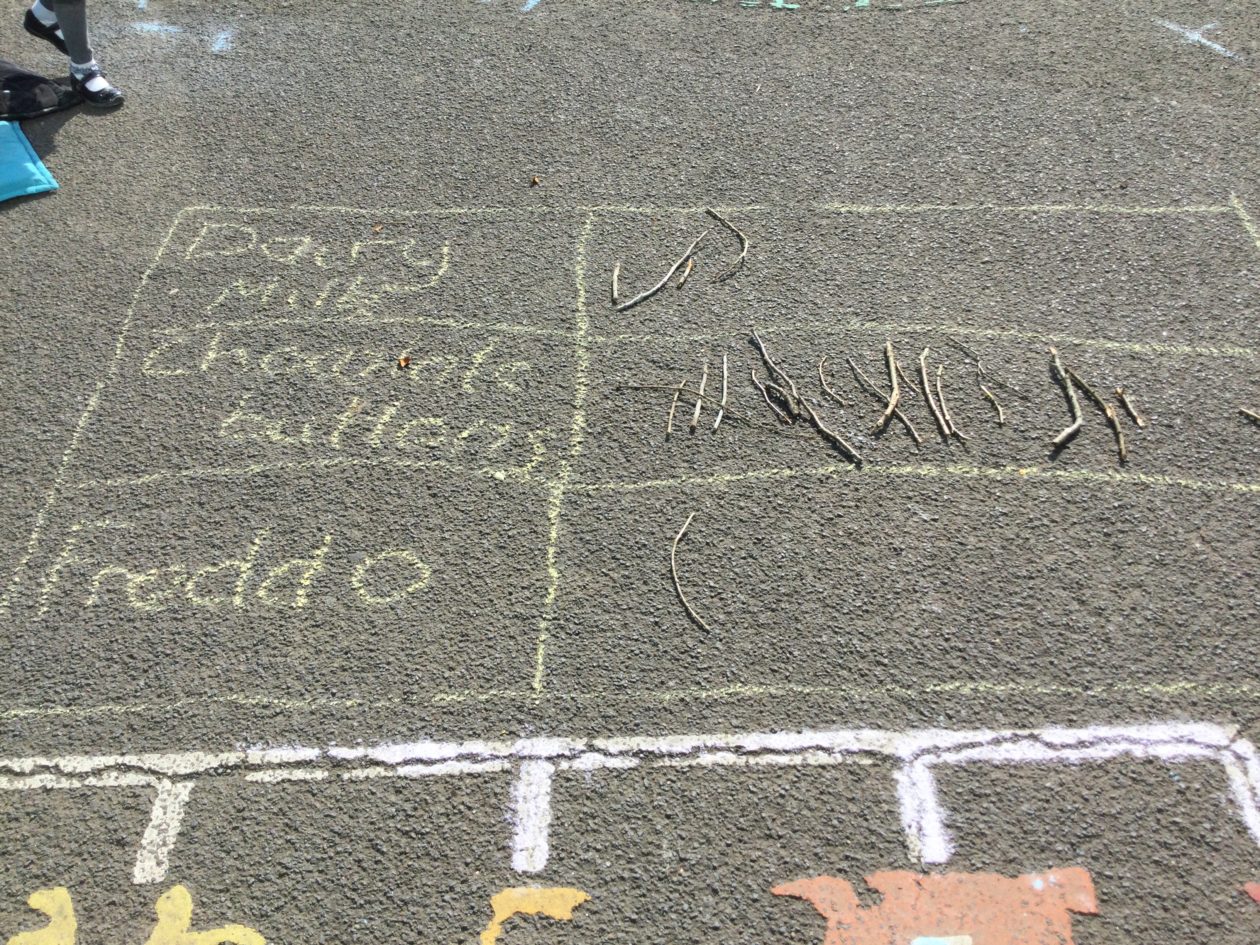 Dairy
Milk
chocolate
buttons
Freddo